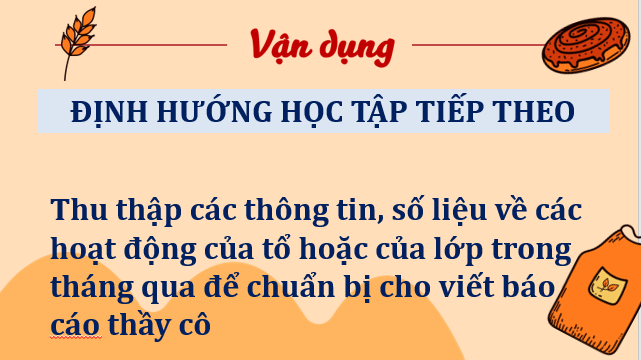 Vận dụng
ĐỊNH HƯỚNG HỌC TẬP TIẾP THEO
Thu thập các thông tin, số liệu về các
hoạt động của tổ hoặc của lớp trong
tháng qua để chuẩn bị cho viết báo
cáo thầy cô